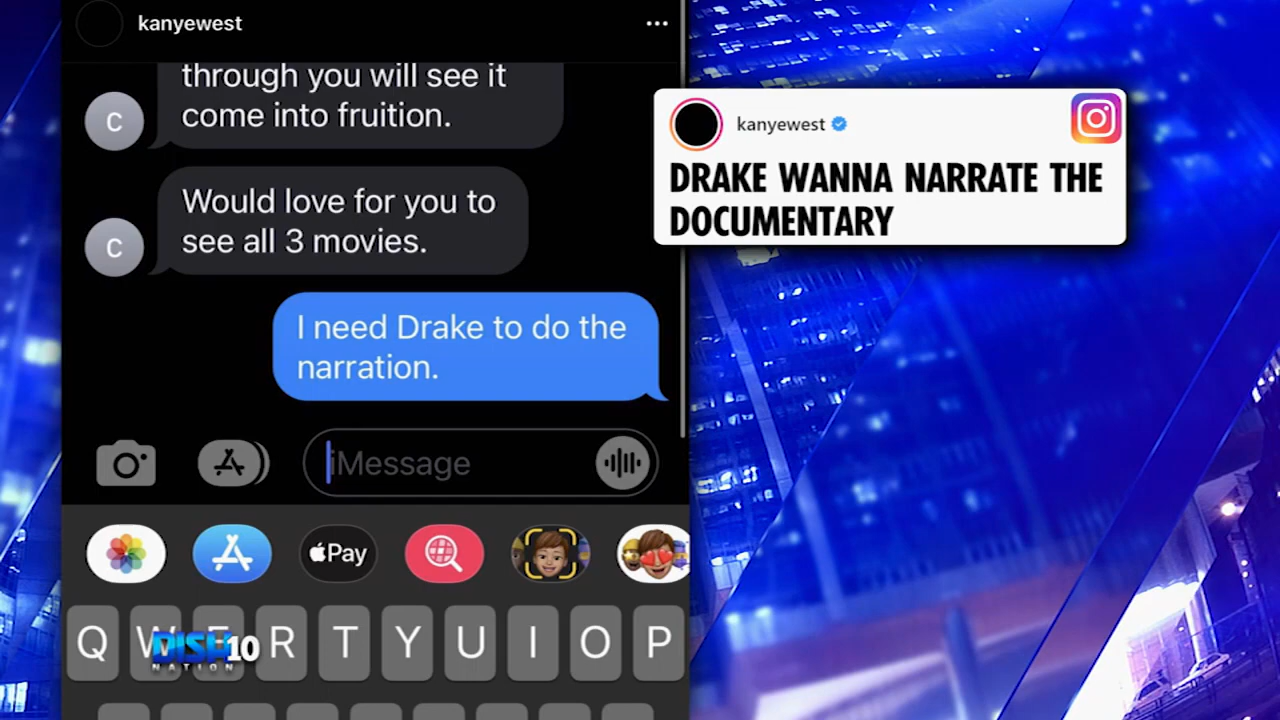 kanyewest
through you will see it
come into fruition.
C
Would love for you to
see all 3 movies.
C
I need Drake to do the
narration.
iMessage
Pay
Q W E R T Y U I O P
DISH NATION 10
kanyewest
DRAKE WANNA NARRATE THE
DOCUMENTARY